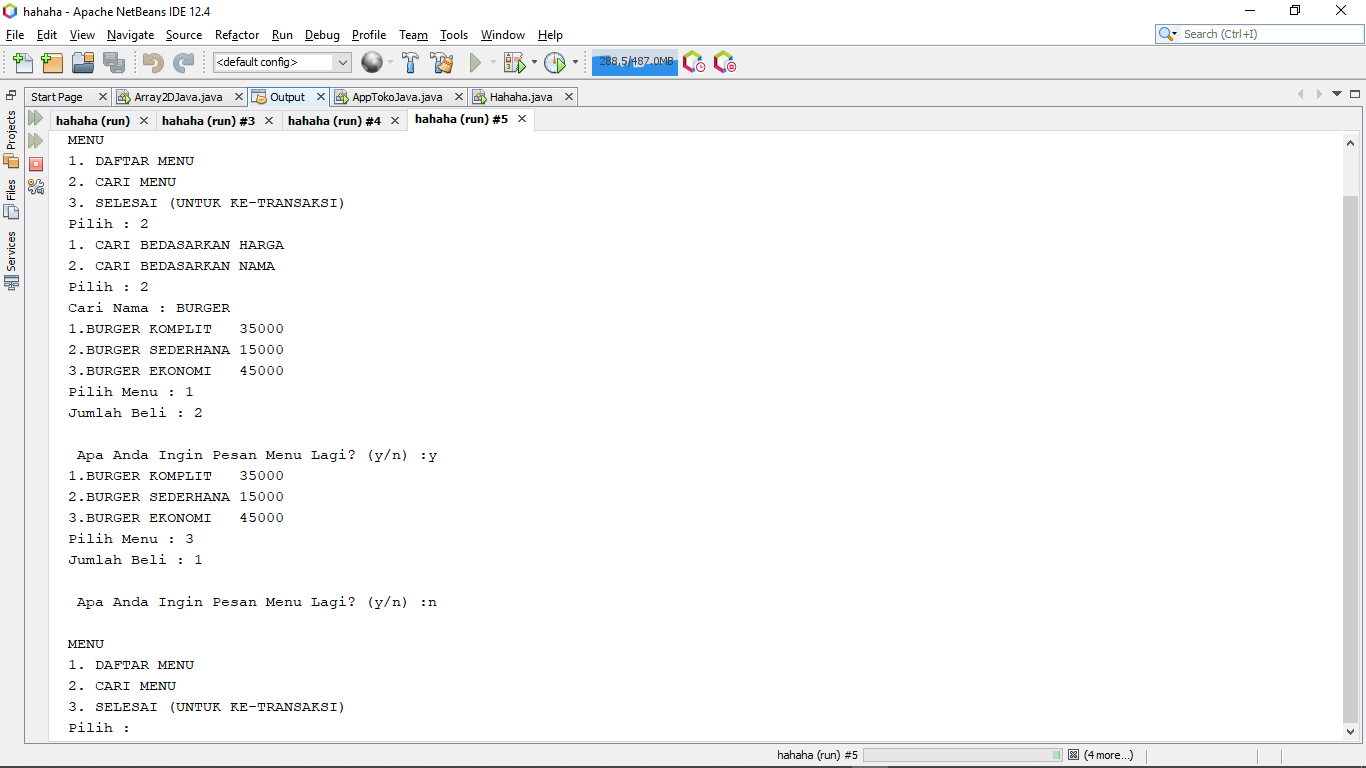 hahaha - Apache NetBeans IDE 12.4
File Edit View Navigate Source Refactor Run Debug Profile Team Tools Window Help
Search (Ctrl+I)
<default config>
288,5/487.0MB
Start Page Array2DJava.java Output AppTokoJava.java Hahaha.java
hahaha (run) hahaha (run) #3 hahaha (run) #4 hahaha (run) #5
Projects
Files
Services
MENU
1. DAFTAR MENU
2. CARI MENU
3. SELESAI (UNTUK KE-TRANSAKSI)
Pilih : 2
1. CARI BEDASARKAN HARGA
2. CARI BEDASARKAN NAMA
Pilih : 2
Cari Nama : BURGER
1.BURGER KOMPLIT   35000
2.BURGER SEDERHANA 15000
3.BURGER EKONOMI   45000
Pilih Menu : 1
Jumlah Beli : 2
Apa Anda Ingin Pesan Menu Lagi? (y/n) :y
1.BURGER KOMPLIT   35000
2.BURGER SEDERHANA 15000
3.BURGER EKONOMI   45000
Pilih Menu : 3
Jumlah Beli : 1
Apa Anda Ingin Pesan Menu Lagi? (y/n) :n
MENU
1. DAFTAR MENU
2. CARI MENU
3. SELESAI (UNTUK KE-TRANSAKSI)
Pilih :
hahaha (run) #5 (4 more...)